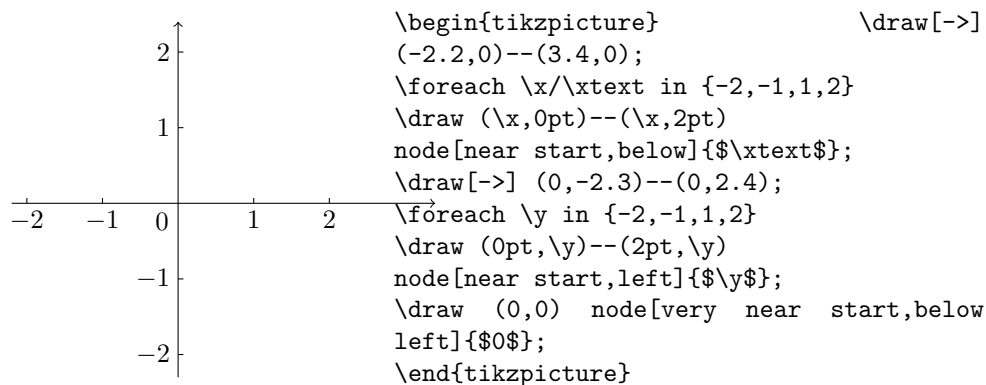 \begin{tikzpicture} \draw[->]
(-2.2,0)--(3.4,0);
\foreach \x/\xtext in {-2,-1,1,2}
\draw (\x,0pt)--(\x,2pt)
node[near start,below]{$\xtext$};
\draw[->] (0,-2.3)--(0,2.4);
\foreach \y in {-2,-1,1,2}
\draw (0pt,\y)--(2pt,\y)
node[near start,left]{$\y$};
\draw (0,0) node[very near start,below
left]{$0$};
\end{tikzpicture}
2
1
−2 −1 0 1 2
−1
−2